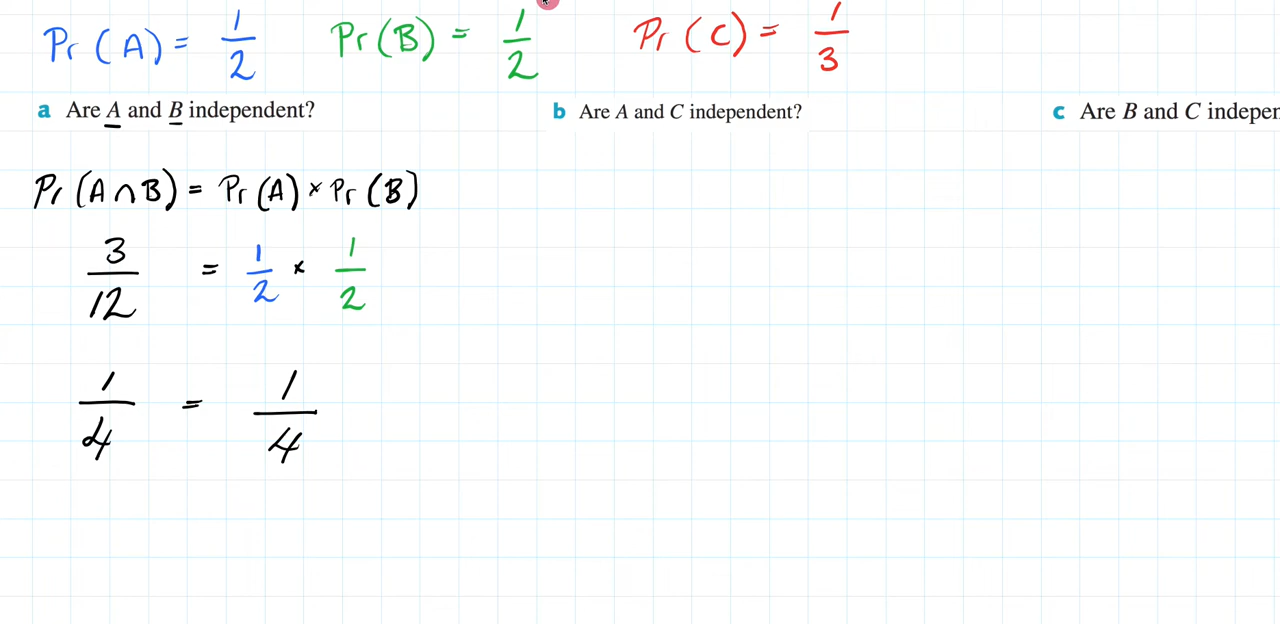 Pr (A) = 1/2 Pr (B) = 1/2 Pr (C) = 1/3
a Are A and B independent? b Are A and C independent? c Are B and C indepen
Pr (A ∩ B) = Pr (A) × Pr (B)
3/12 = 1/2 × 1/2
1/4 = 1/4